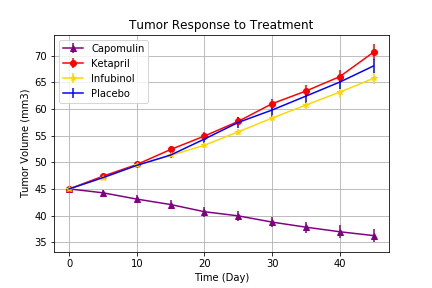 Tumor Response to Treatment
Capomulin
Ketapril
Infubinol
Placebo
Tumor Volume (mm3)
70
65
60
55
50
45
40
35
0
10
20
30
40
Time (Day)